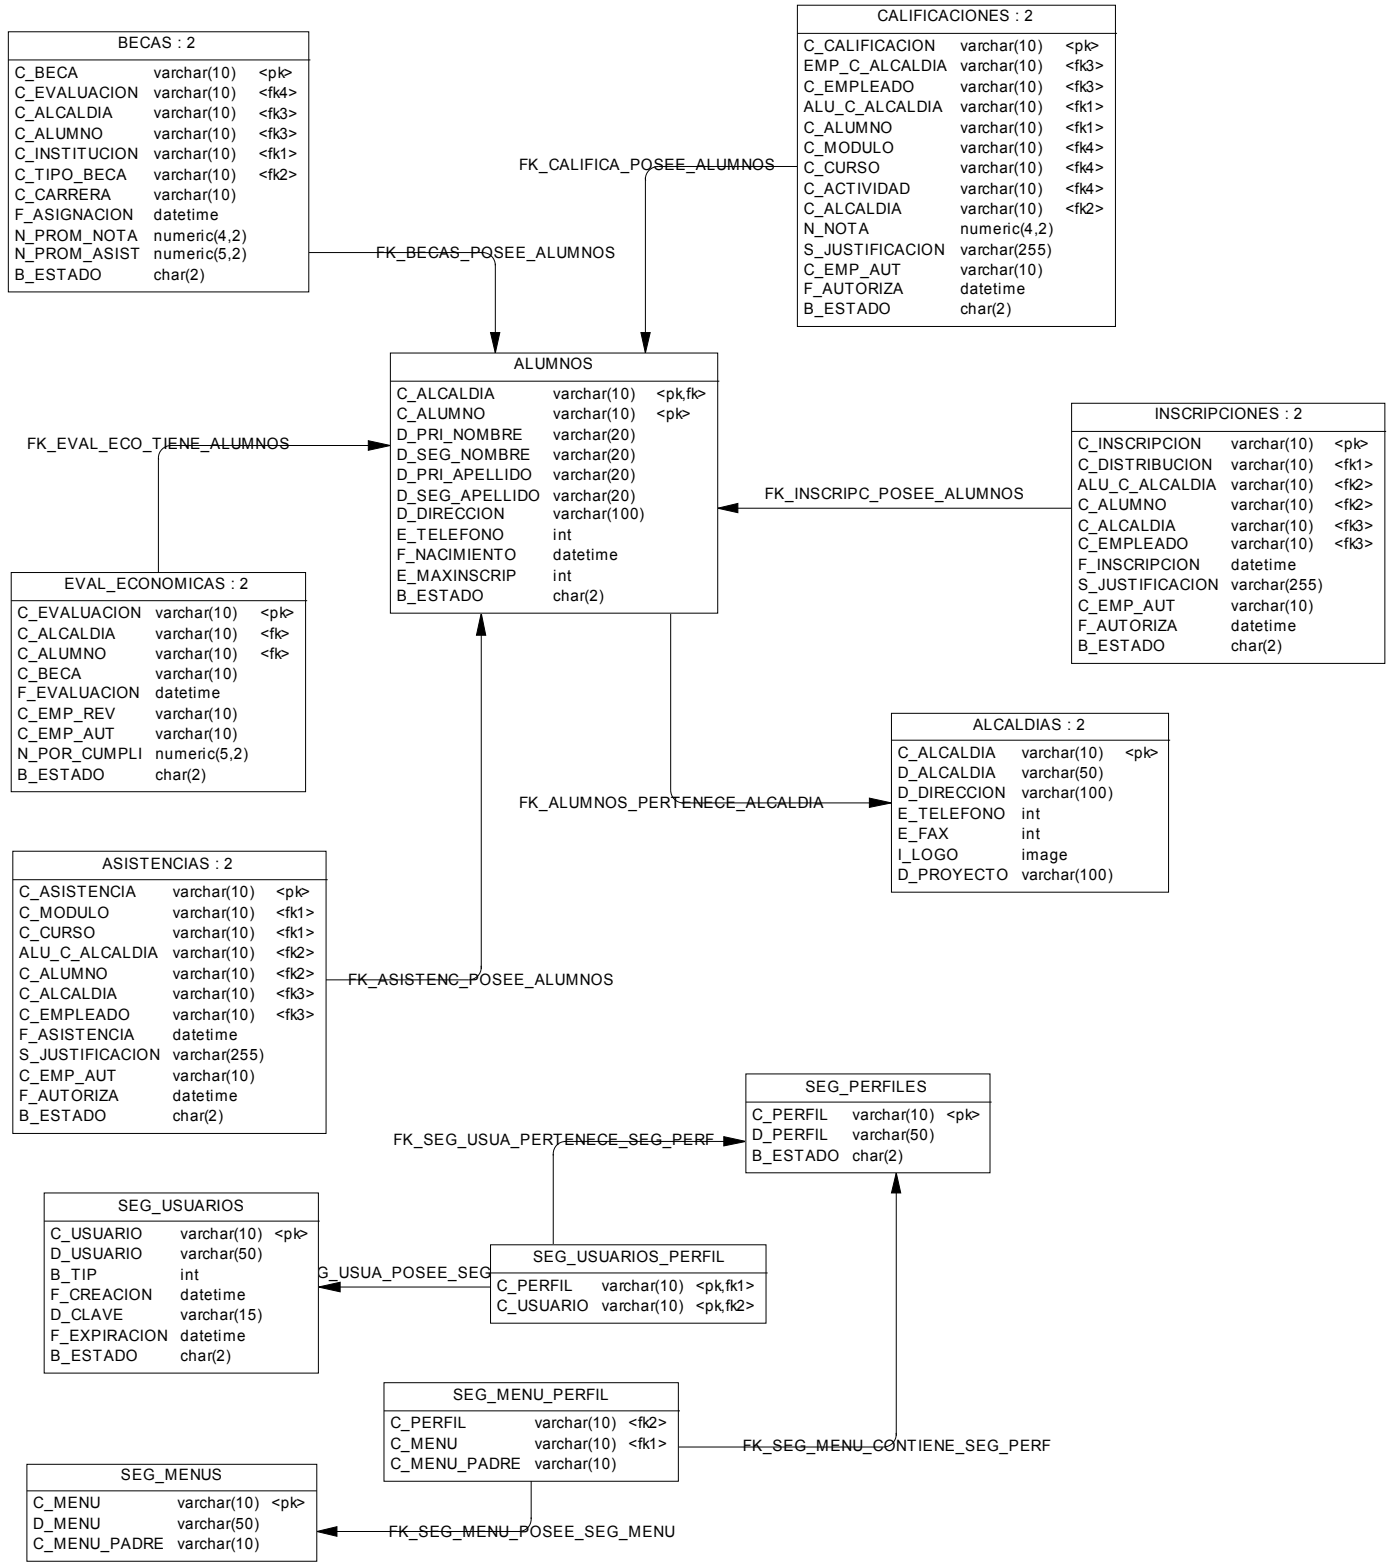 BECAS : 2
C_BECA varchar(10) <pk>
C_EVALUACION varchar(10) <fk4>
C_ALCALDIA varchar(10) <fk3>
C_ALUMNO varchar(10) <fk3>
C_INSTITUCION varchar(10) <fk1>
C_TIPO_BECA varchar(10) <fk2>
C_CARRERA varchar(10)
F_ASIGNACION datetime
N_PROM_NOTA numeric(4,2)
N_PROM_ASIST numeric(5,2)
B_ESTADO char(2)
CALIFICACIONES : 2
C_CALIFICACION varchar(10) <pk>
EMP_C_ALCALDIA varchar(10) <fk3>
C_EMPLEADO varchar(10) <fk3>
ALU_C_ALCALDIA varchar(10) <fk1>
C_ALUMNO varchar(10) <fk1>
C_MODULO varchar(10) <fk4>
C_CURSO varchar(10) <fk4>
C_ACTIVIDAD varchar(10) <fk4>
C_ALCALDIA varchar(10) <fk2>
N_NOTA numeric(4,2)
S_JUSTIFICACION varchar(255)
C_EMP_AUT varchar(10)
F_AUTORIZA datetime
B_ESTADO char(2)
FK_CALIFICA_POSEE_ALUMNOS
FK_BECAS_POSEE_ALUMNOS
ALUMNOS
C_ALCALDIA varchar(10) <pk,fk>
C_ALUMNO varchar(10) <pk>
D_PRI_NOMBRE varchar(20)
D_SEG_NOMBRE varchar(20)
D_PRI_APELLIDO varchar(20)
D_SEG_APELLIDO varchar(20)
D_DIRECCION varchar(100)
E_TELEFONO int
F_NACIMIENTO datetime
E_MAXINSCRIP int
B_ESTADO char(2)
FK_EVAL_ECO_TIENE_ALUMNOS
INSCRIPCIONES : 2
C_INSCRIPCION varchar(10) <pk>
C_DISTRIBUCION varchar(10) <fk1>
ALU_C_ALCALDIA varchar(10) <fk2>
C_ALUMNO varchar(10) <fk2>
C_ALCALDIA varchar(10) <fk3>
C_EMPLEADO varchar(10) <fk3>
F_INSCRIPCION datetime
S_JUSTIFICACION varchar(255)
C_EMP_AUT varchar(10)
F_AUTORIZA datetime
B_ESTADO char(2)
FK_INSCRIPC_POSEE_ALUMNOS
EVAL_ECONOMICAS : 2
C_EVALUACION varchar(10) <pk>
C_ALCALDIA varchar(10) <fk>
C_ALUMNO varchar(10) <fk>
C_BECA varchar(10)
F_EVALUACION datetime
C_EMP_REV varchar(10)
C_EMP_AUT varchar(10)
N_POR_CUMPLI numeric(5,2)
B_ESTADO char(2)
ALCALDIAS : 2
C_ALCALDIA varchar(10) <pk>
D_ALCALDIA varchar(50)
D_DIRECCION varchar(100)
E_TELEFONO int
E_FAX int
I_LOGO image
D_PROYECTO varchar(100)
FK_ALUMNOS_PERTENECE_ALCALDIA
ASISTENCIAS : 2
C_ASISTENCIA varchar(10) <pk>
C_MODULO varchar(10) <fk1>
C_CURSO varchar(10) <fk1>
ALU_C_ALCALDIA varchar(10) <fk2>
C_ALUMNO varchar(10) <fk2>
C_ALCALDIA varchar(10) <fk3>
C_EMPLEADO varchar(10) <fk3>
F_ASISTENCIA datetime
S_JUSTIFICACION varchar(255)
C_EMP_AUT varchar(10)
F_AUTORIZA datetime
B_ESTADO char(2)
FK_ASISTENC_POSEE_ALUMNOS
SEG_PERFILES
C_PERFIL varchar(10) <pk>
D_PERFIL varchar(50)
B_ESTADO char(2)
FK_SEG_USUA_PERTENECE_SEG_PERF
SEG_USUARIOS
C_USUARIO varchar(10) <pk>
D_USUARIO varchar(50)
B_TIP int
F_CREACION datetime
D_CLAVE varchar(15)
F_EXPIRACION datetime
B_ESTADO char(2)
G_USUA_POSEE_SEG
SEG_USUARIOS_PERFIL
C_PERFIL varchar(10) <pk,fk1>
C_USUARIO varchar(10) <pk,fk2>
SEG_MENU_PERFIL
C_PERFIL varchar(10) <fk2>
C_MENU varchar(10) <fk1>
C_MENU_PADRE varchar(10)
FK_SEG_MENU_CONTIENE_SEG_PERF
SEG_MENUS
C_MENU varchar(10) <pk>
D_MENU varchar(50)
C_MENU_PADRE varchar(10)
FK_SEG_MENU_POSEE_SEG_MENU